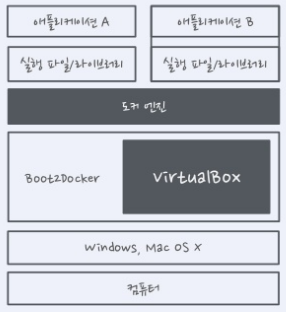 애플리케이션 A
애플리케이션 B
실행 파일/라이브러리
실행 파일/라이브러리
도커 엔진
Boot2Docker
VirtualBox
Windows, Mac OS X
컴퓨터